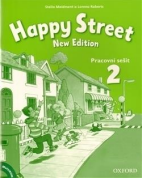 Happy Street
New Edition
Pracovní sešit
2
OXFORD